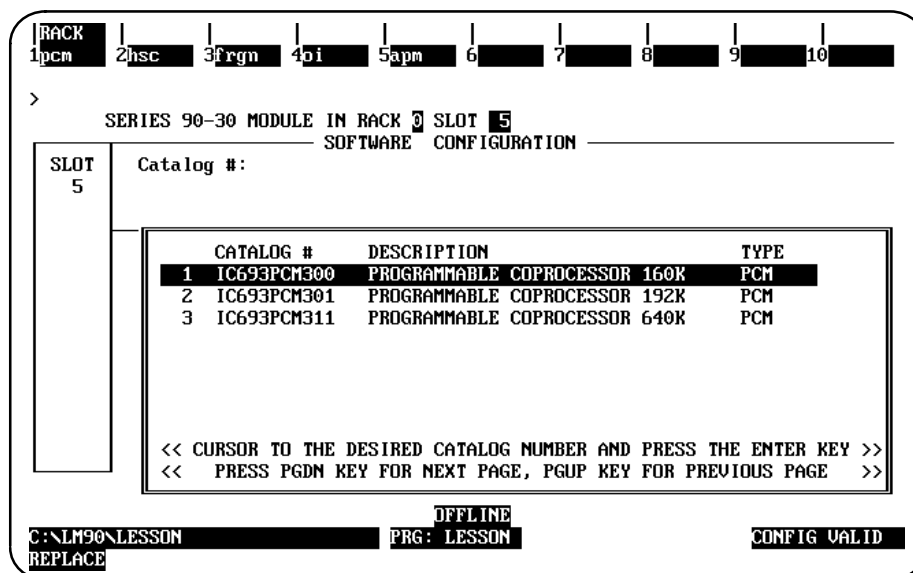 RACK
1pcm 2hsc 3frgn 4oi 5apm 6 7 8 9 10
>
SERIES 90-30 MODULE IN RACK 0 SLOT 5
SOFTWARE CONFIGURATION
SLOT Catalog #:
5
CATALOG # DESCRIPTION TYPE
1 IC693PCM300 PROGRAMMABLE COPROCESSOR 160K PCM
2 IC693PCM301 PROGRAMMABLE COPROCESSOR 192K PCM
3 IC693PCM311 PROGRAMMABLE COPROCESSOR 640K PCM
<< CURSOR TO THE DESIRED CATALOG NUMBER AND PRESS THE ENTER KEY >>
<< PRESS PGDN KEY FOR NEXT PAGE, PGUP KEY FOR PREVIOUS PAGE >>
OFFLINE
C:\LM90\LESSON PRG: LESSON CONFIG VALID
REPLACE